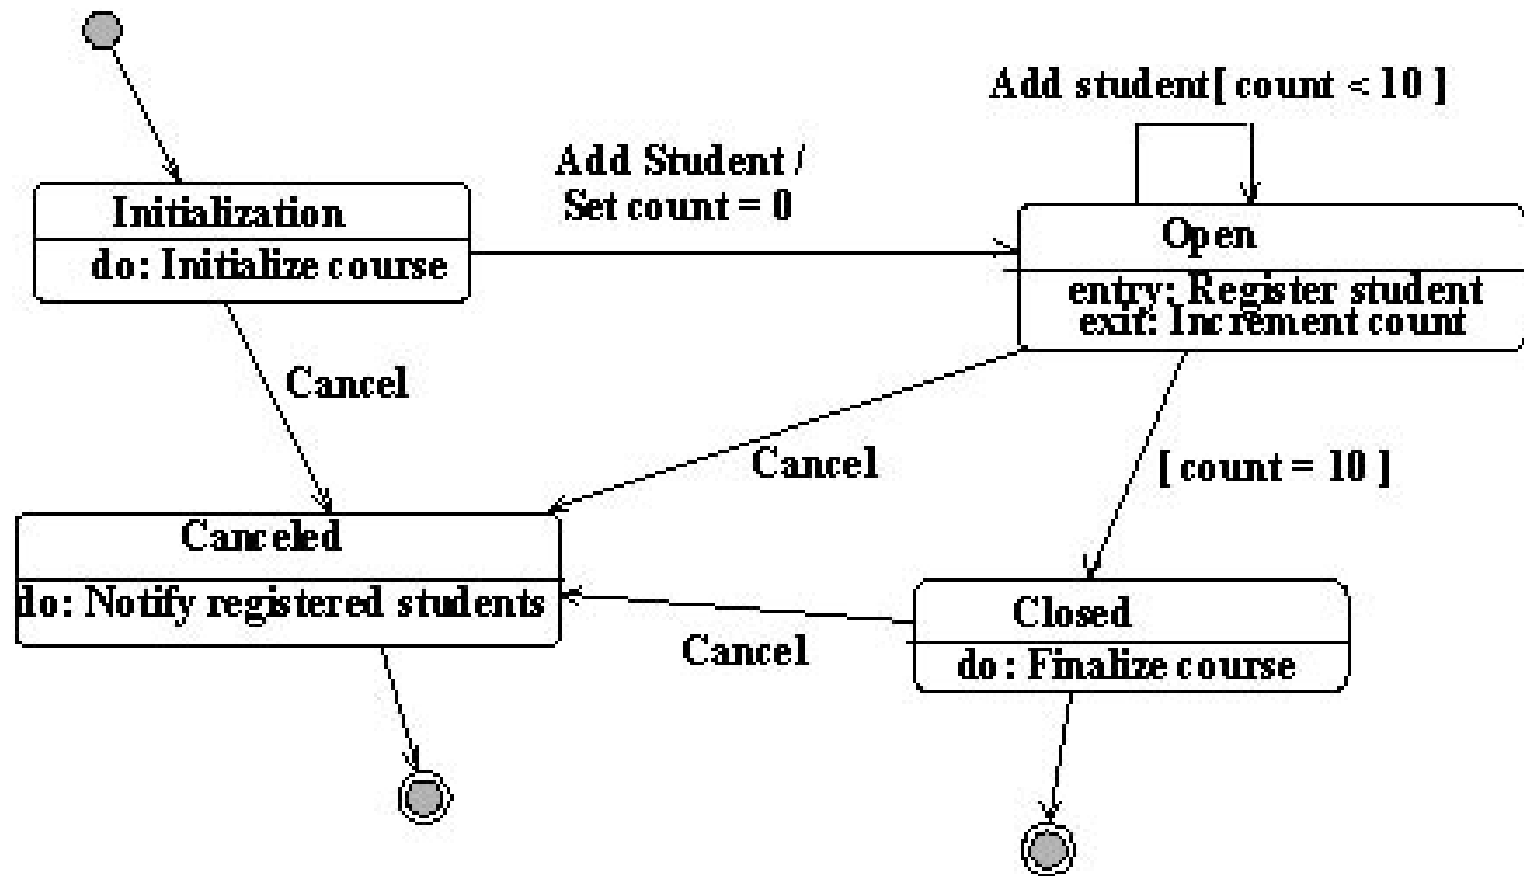 Add student[ count < 10 ]
Add Student /
Set count = 0
Initialization
do: Initialize course
Open
entry: Register student
exit: Increment count
Cancel
Cancel
[ count = 10 ]
Canceled
do: Notify registered students
Closed
do : Finalize course
Cancel